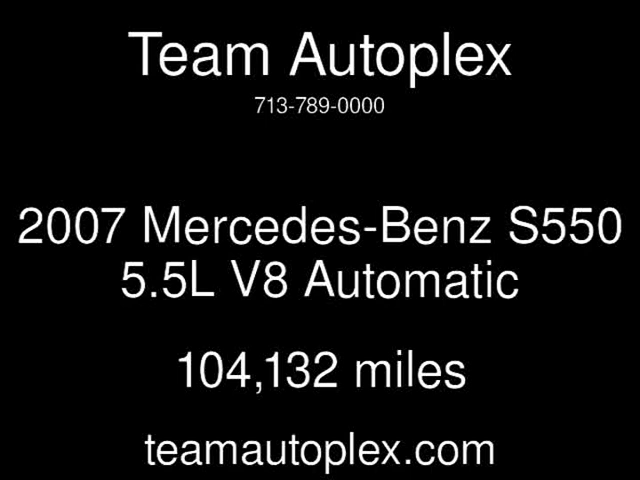 Team Autoplex
713-789-0000
2007 Mercedes-Benz S550
5.5L V8 Automatic
104,132 miles
teamautoplex.com